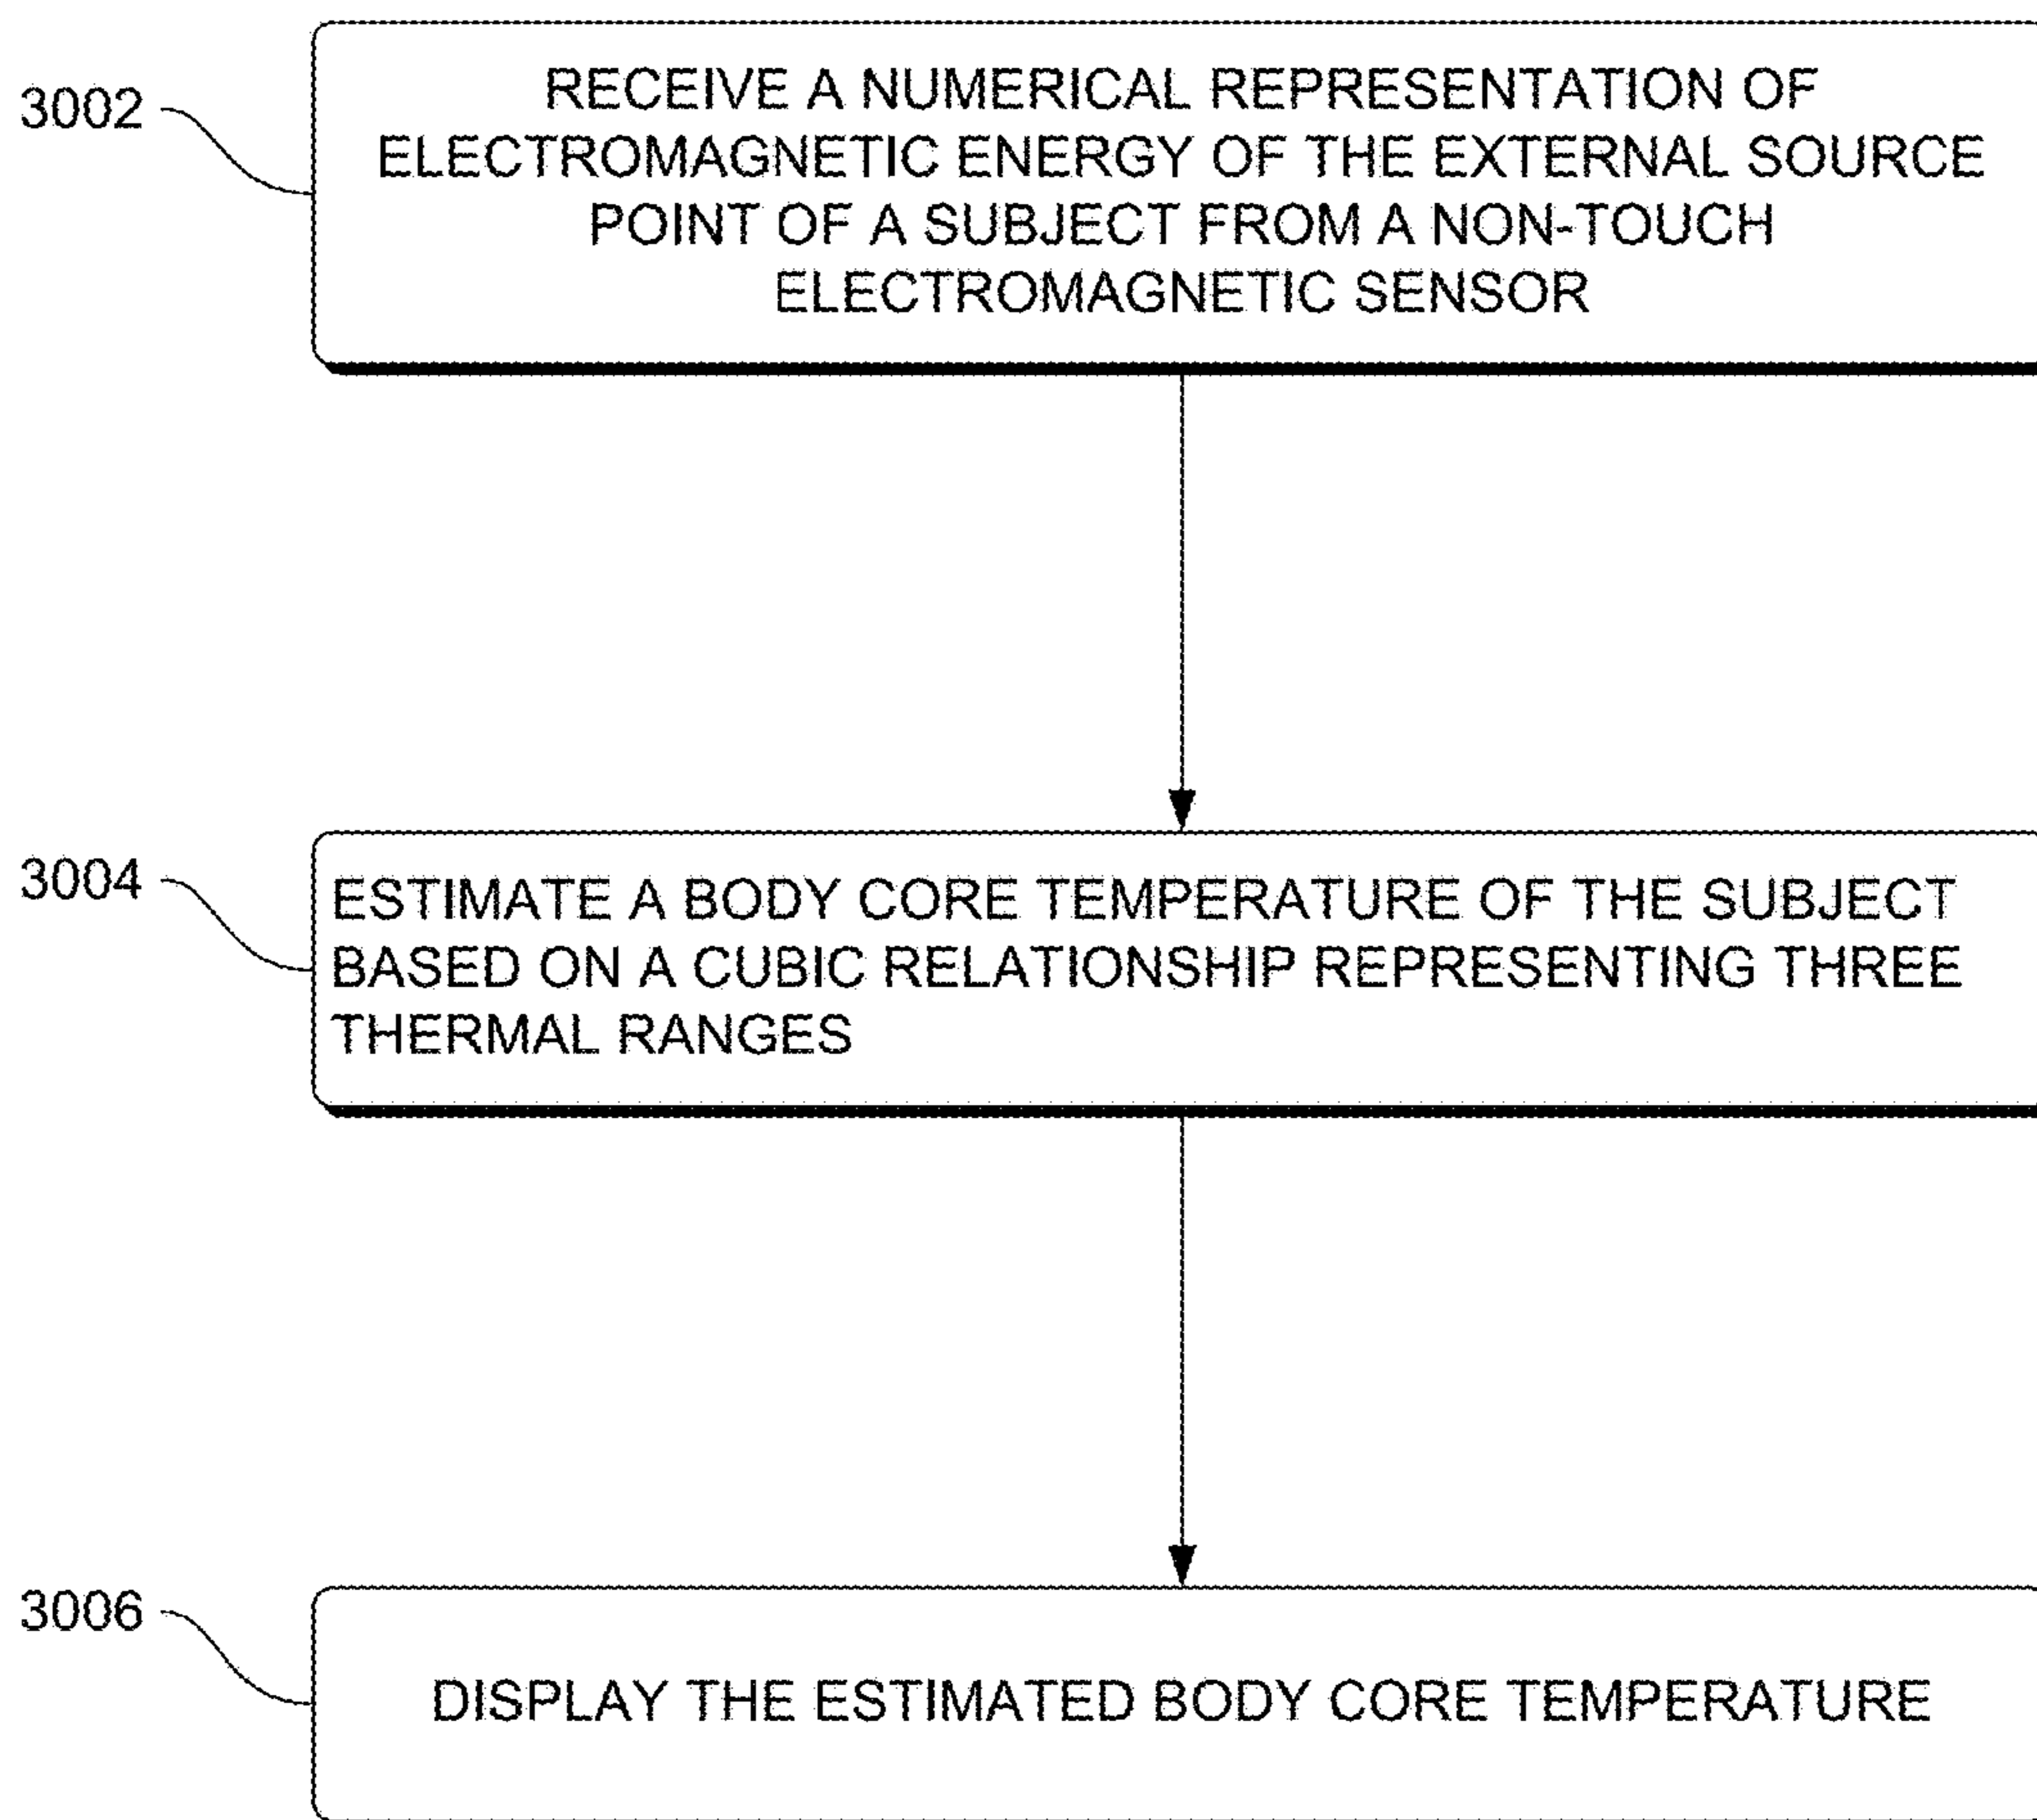 3002
RECEIVE A NUMERICAL REPRESENTATION OF
ELECTROMAGNETIC ENERGY OF THE EXTERNAL SOURCE
POINT OF A SUBJECT FROM A NON-TOUCH
ELECTROMAGNETIC SENSOR
3004
ESTIMATE A BODY CORE TEMPERATURE OF THE SUBJECT
BASED ON A CUBIC RELATIONSHIP REPRESENTING THREE
THERMAL RANGES
3006
DISPLAY THE ESTIMATED BODY CORE TEMPERATURE